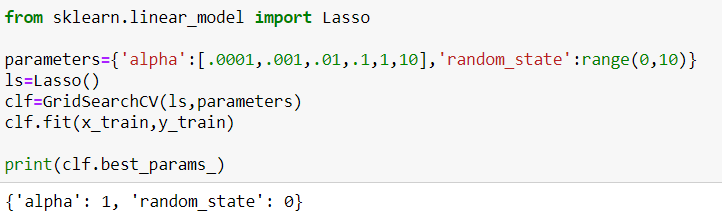 from sklearn.linear_model import Lasso
parameters={'alpha':[.0001,.001,.01,.1,1,10],'random_state':range(0,10)}
ls=Lasso()
clf=GridSearchCV(ls,parameters)
clf.fit(x_train,y_train)
print(clf.best_params_)
{'alpha': 1, 'random_state': 0}